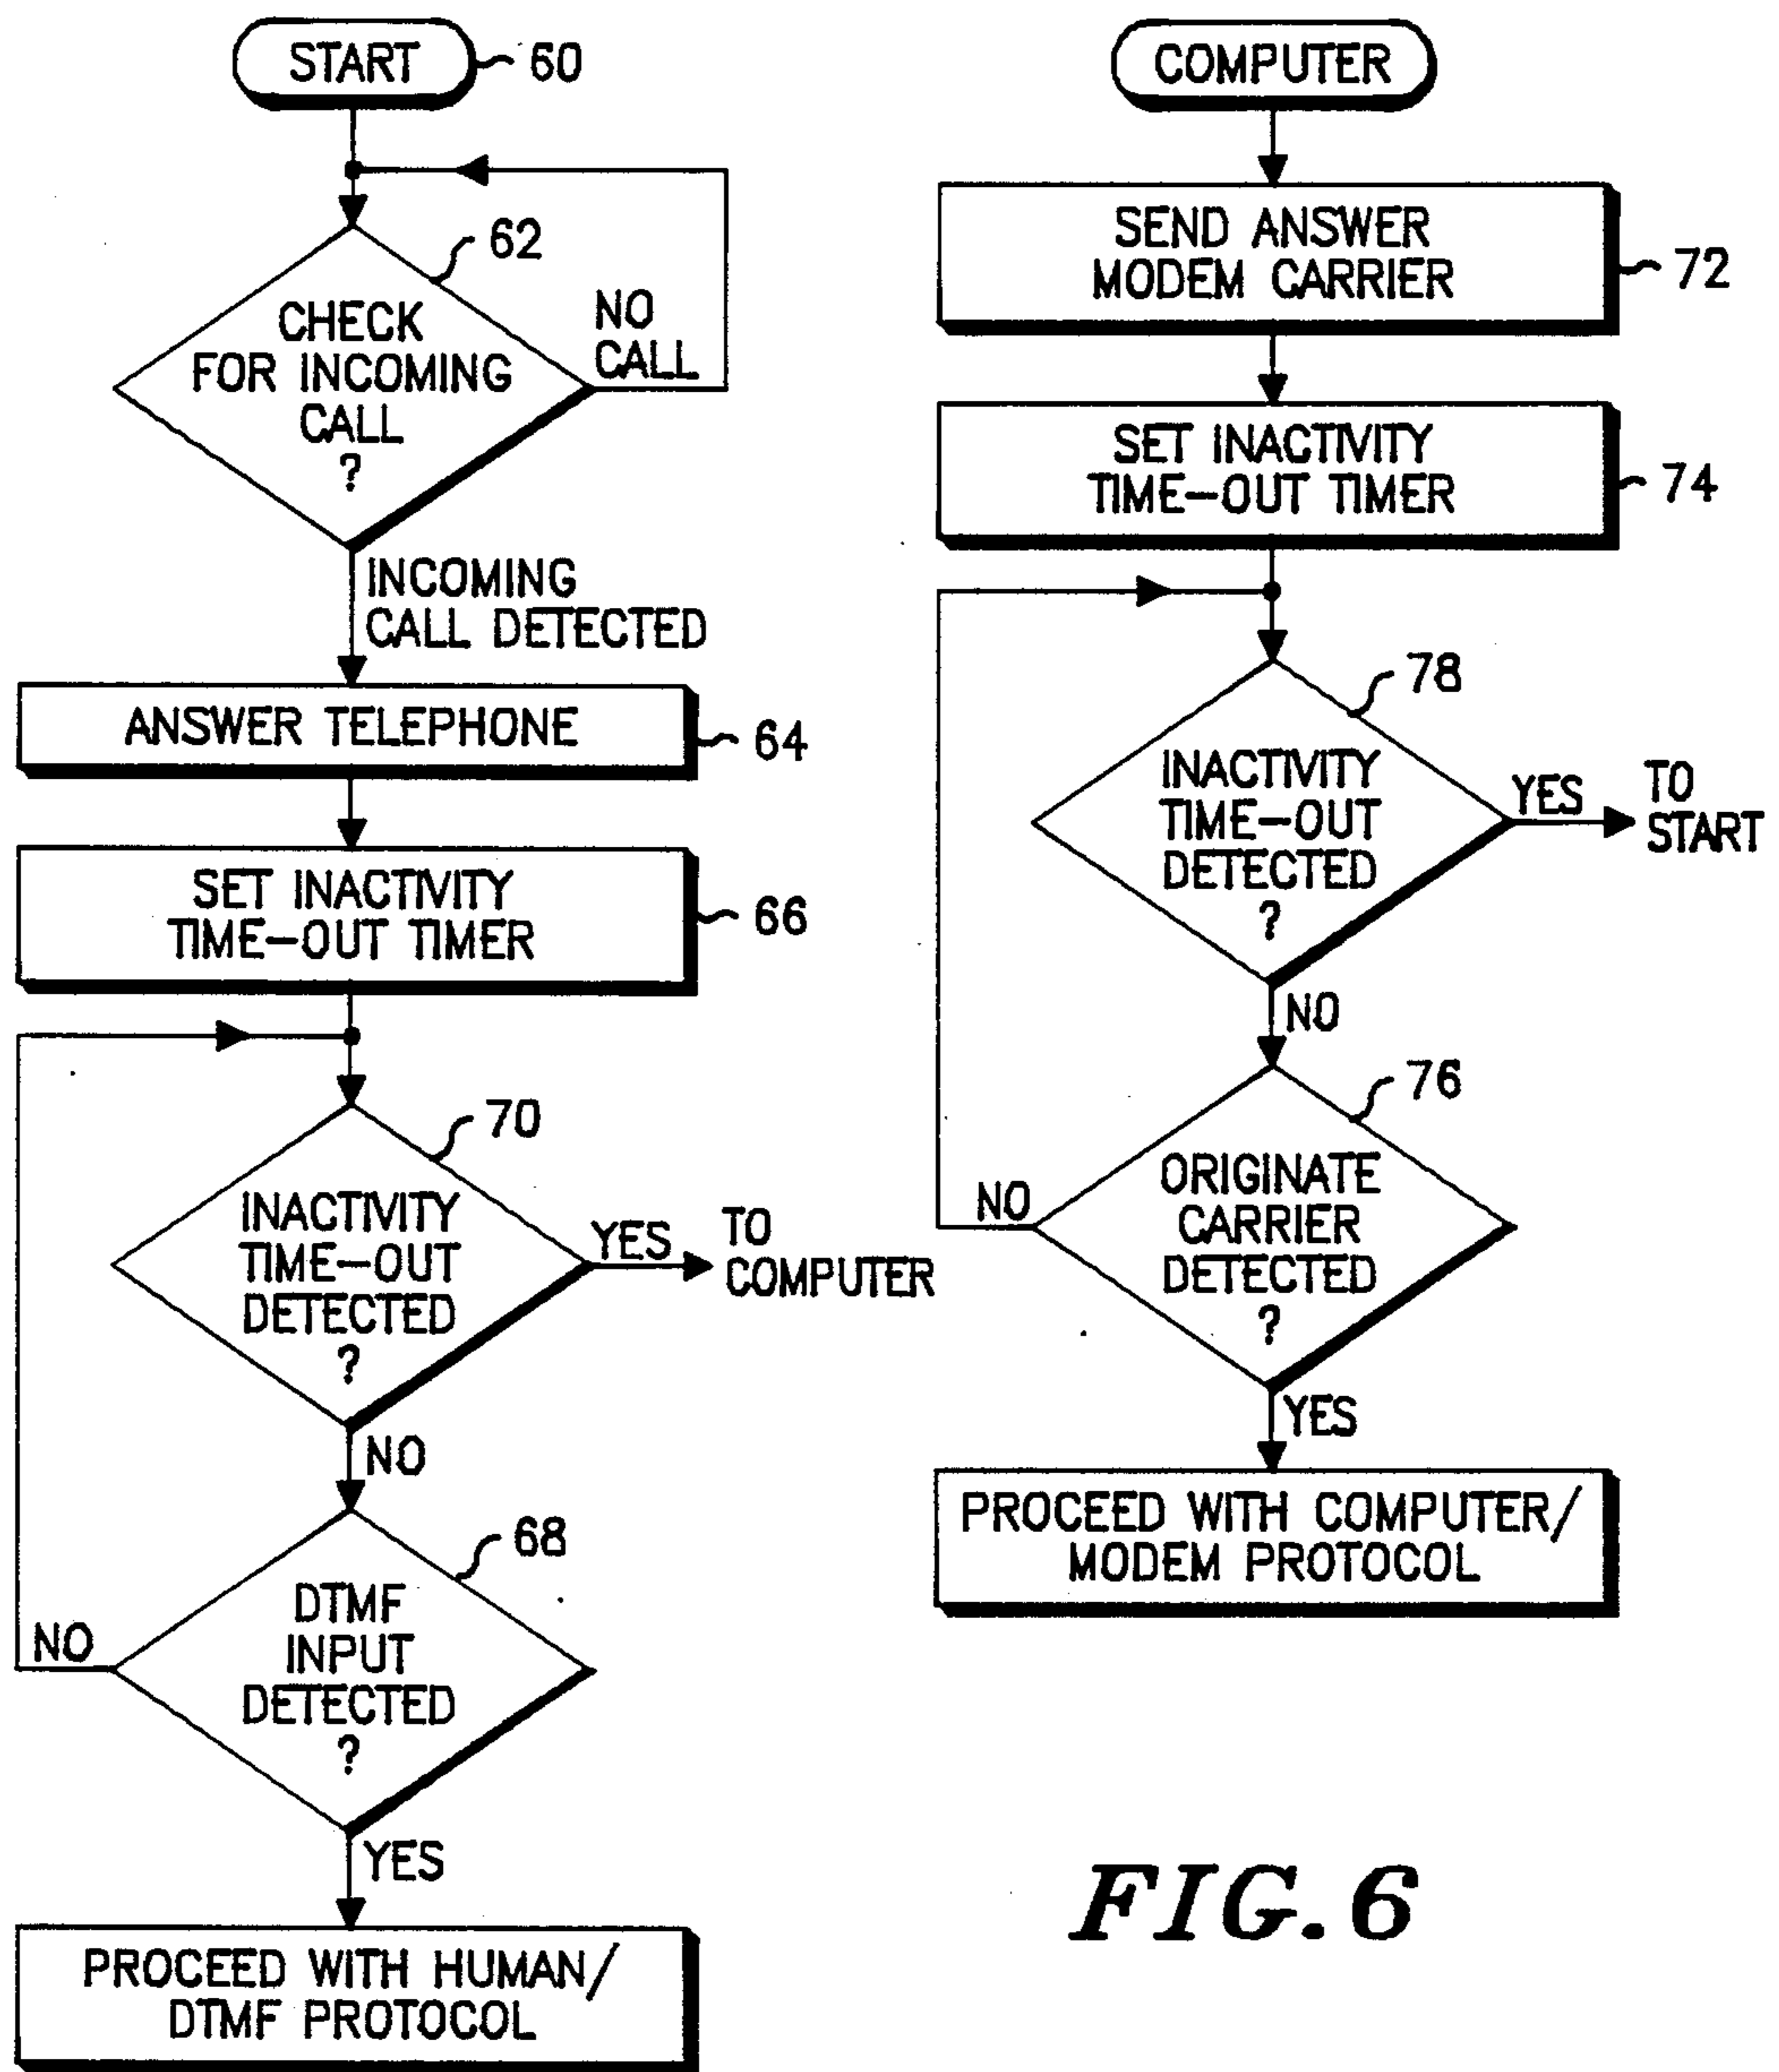 START
60
62
CHECK
FOR INCOMING
CALL
?
NO
CALL
INCOMING
CALL DETECTED
ANSWER TELEPHONE
64
SET INACTIVITY
TIME-OUT TIMER
66
70
INACTIVITY
TIME-OUT
DETECTED
?
YES
TO
COMPUTER
NO
68
DTMF
INPUT
DETECTED
?
NO
YES
PROCEED WITH HUMAN/
DTMF PROTOCOL
COMPUTER
SEND ANSWER
MODEM CARRIER
72
SET INACTIVITY
TIME-OUT TIMER
74
78
INACTIVITY
TIME-OUT
DETECTED
?
YES
TO
START
NO
76
ORIGINATE
CARRIER
DETECTED
?
NO
YES
PROCEED WITH COMPUTER/
MODEM PROTOCOL
FIG. 6